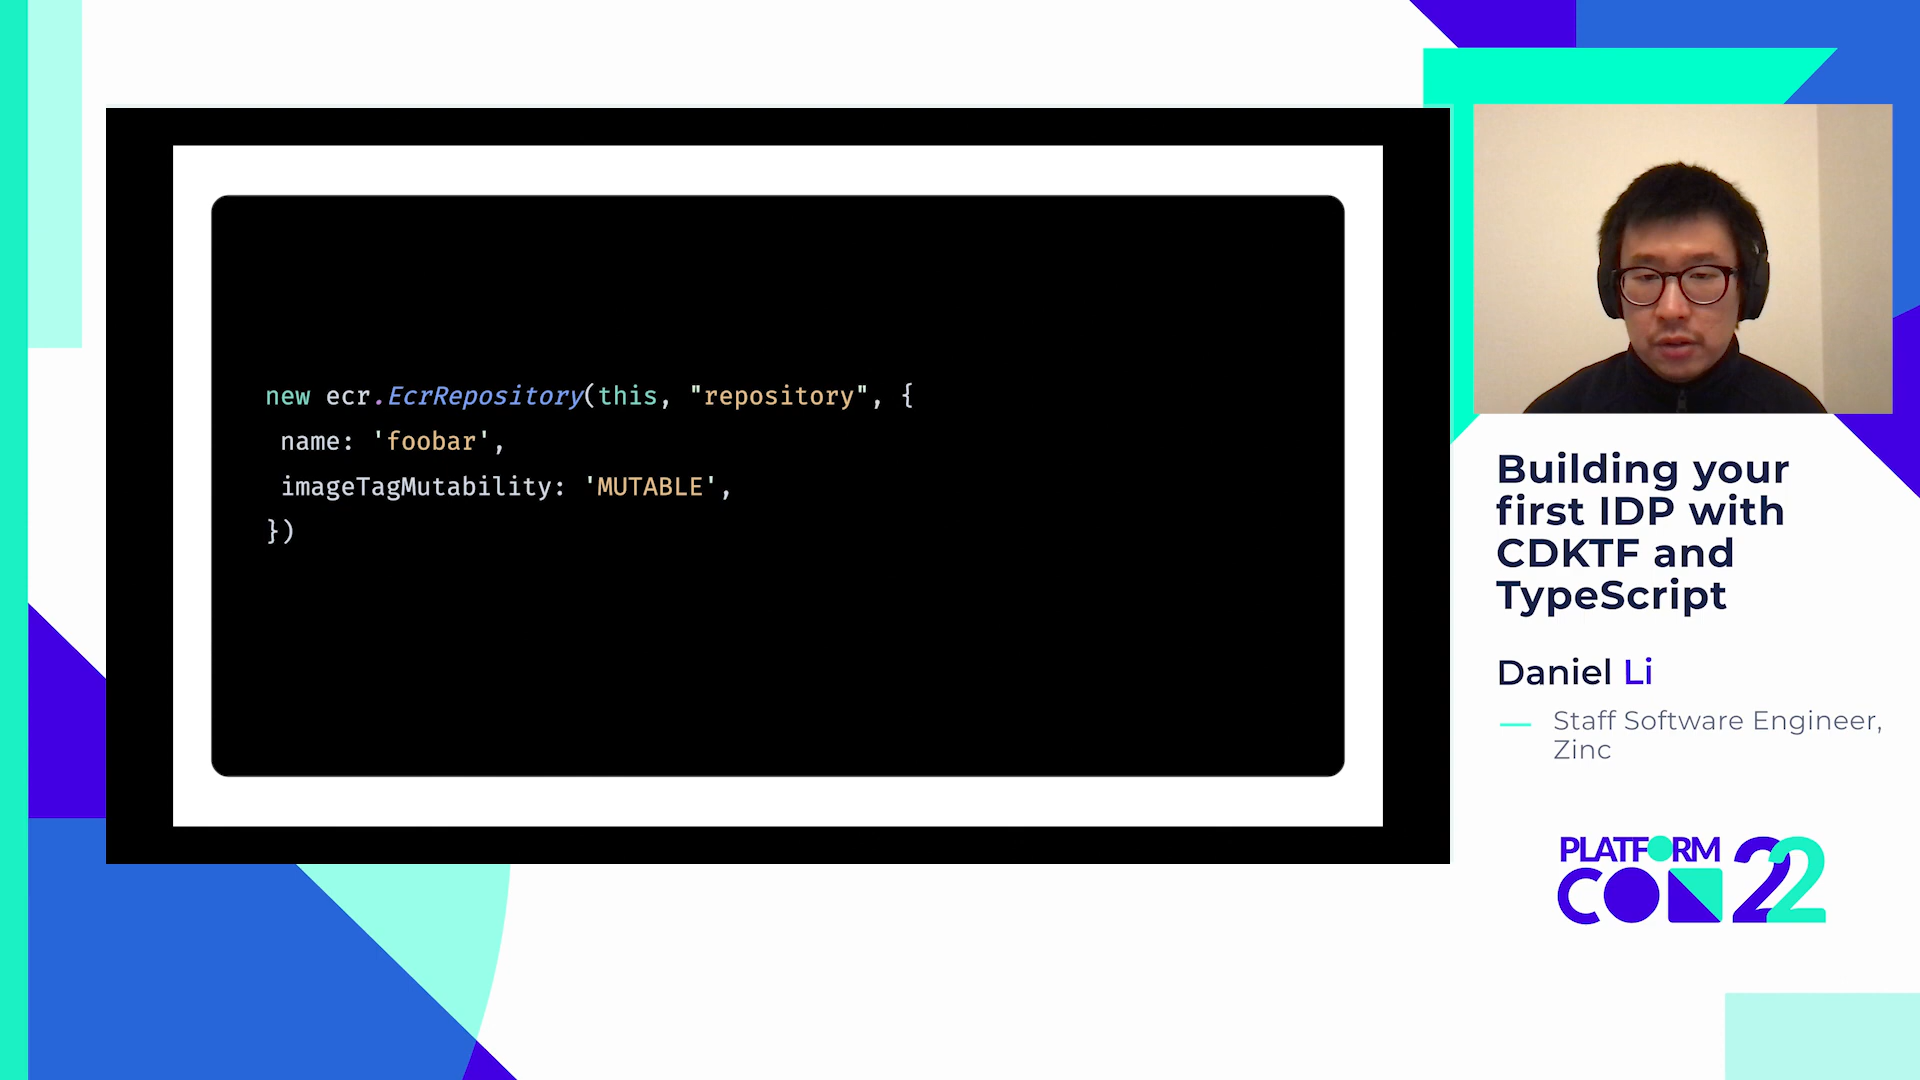 new ecr.EcrRepository(this, "repository", {
name: 'foobar',
imageTagMutability: 'MUTABLE',
})
Building your
first IDP with
CDKTF and
TypeScript
Daniel Li
Staff Software Engineer,
Zinc
PLATFORM
CON 22